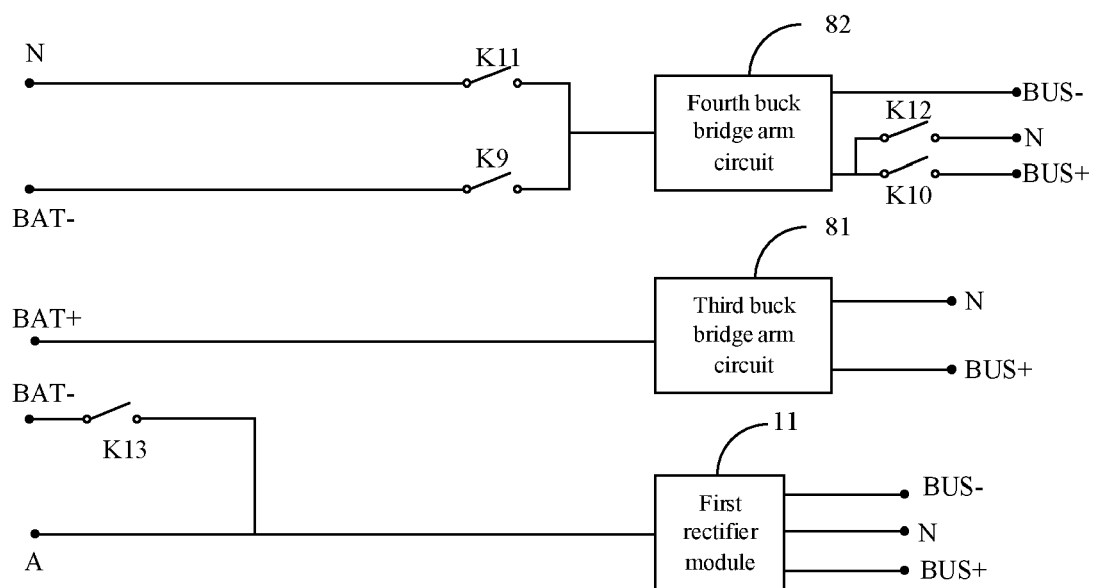 82
N
K11
Fourth buck
bridge arm
circuit
BUS-
K12
N
K9
BUS+
K10
BAT-
81
BAT+
Third buck
bridge arm
circuit
N
BUS+
BAT-
K13
11
First
rectifier
module
BUS-
N
A
BUS+